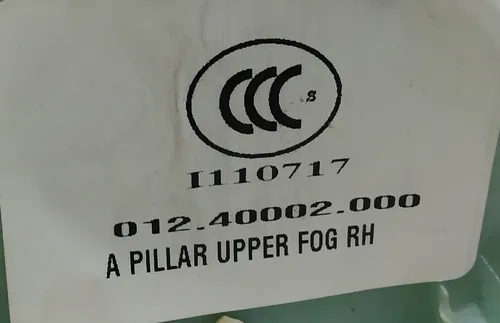 CCC S
I110717
012.40002.000
A PILLAR UPPER FOG RH